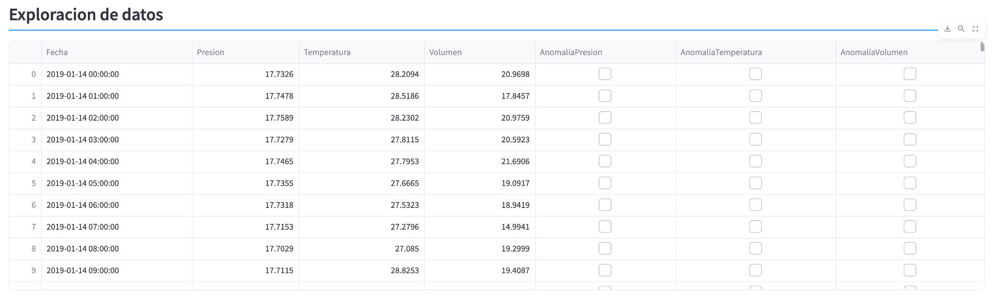 Exploracion de datos
Fecha Presion Temperatura Volumen AnomaliaPresion AnomaliaTemperatura AnomaliaVolumen
0 2019-01-14 00:00:00 17.7326 28.2094 20.9698
1 2019-01-14 01:00:00 17.7478 28.5186 17.8457
2 2019-01-14 02:00:00 17.7589 28.2302 20.9759
3 2019-01-14 03:00:00 17.7279 27.8115 20.5923
4 2019-01-14 04:00:00 17.7465 27.7953 21.6906
5 2019-01-14 05:00:00 17.7355 27.6665 19.0917
6 2019-01-14 06:00:00 17.7318 27.5323 18.9419
7 2019-01-14 07:00:00 17.7153 27.2796 14.9941
8 2019-01-14 08:00:00 17.7029 27.085 19.2999
9 2019-01-14 09:00:00 17.7115 28.8253 19.4087